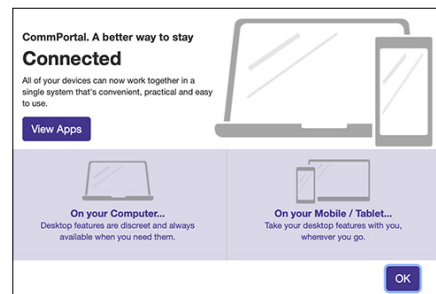 CommPortal. A better way to stay
Connected
All of your devices can now work together in a
single system that's convenient, practical and easy
to use.
View Apps
On your Computer...
Desktop features are discreet and always
available when you need them.
On your Mobile / Tablet...
Take your desktop features with you,
wherever you go.
OK